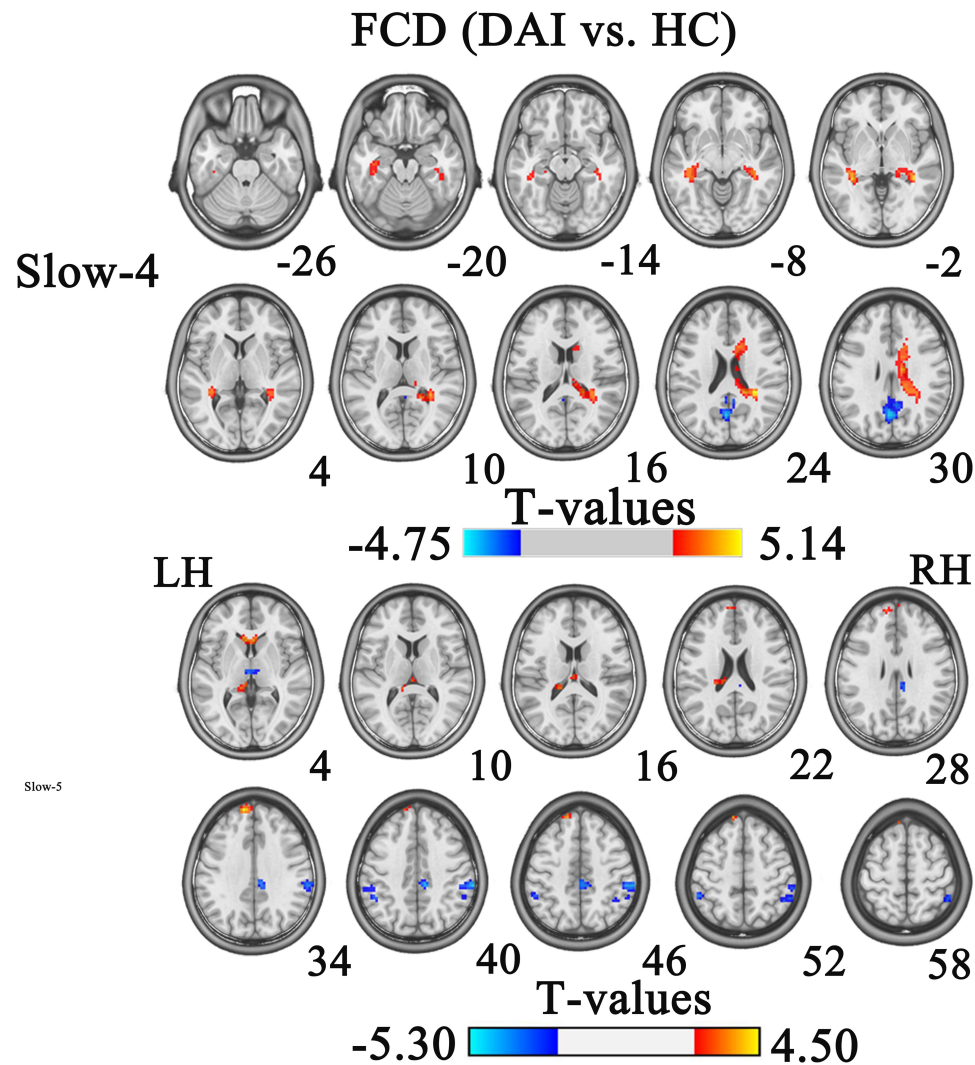 FCD (DAI vs. HC)
-26 -20 -14 -8 -2
Slow-4
4 10 16 24 30
T-values
-4.75 5.14
LH RH
4 10 16 22 28
Slow-5
34 40 46 52 58
T-values
-5.30 4.50